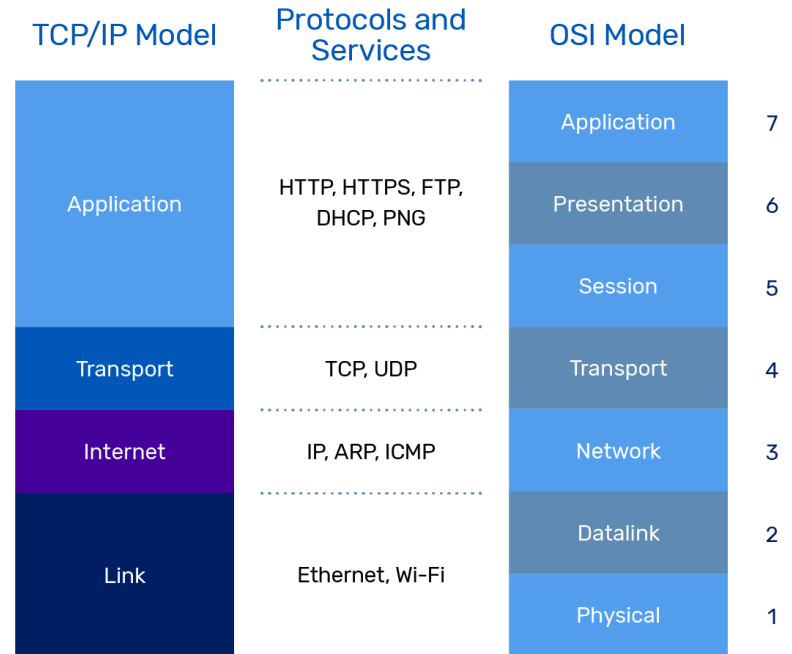 TCP/IP Model
Protocols and
Services
OSI Model
Application
HTTP, HTTPS, FTP,
DHCP, PNG
Application
7
Presentation
6
Session
5
Transport
TCP, UDP
Transport
4
Internet
IP, ARP, ICMP
Network
3
Link
Ethernet, Wi-Fi
Datalink
2
Physical
1